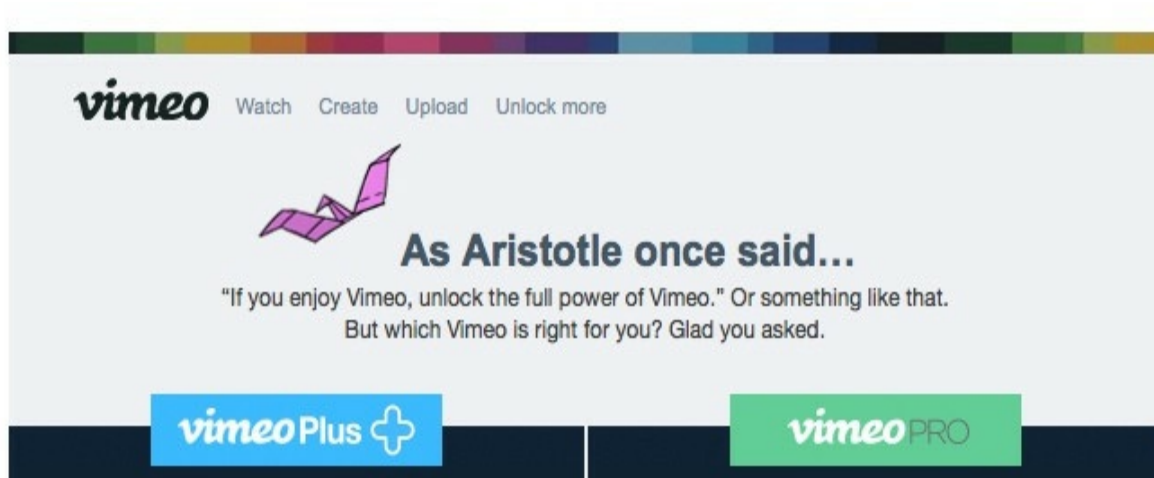 vimeo Watch Create Upload Unlock more
As Aristotle once said...
“If you enjoy Vimeo, unlock the full power of Vimeo.” Or something like that.
But which Vimeo is right for you? Glad you asked.
vimeo Plus
vimeo PRO